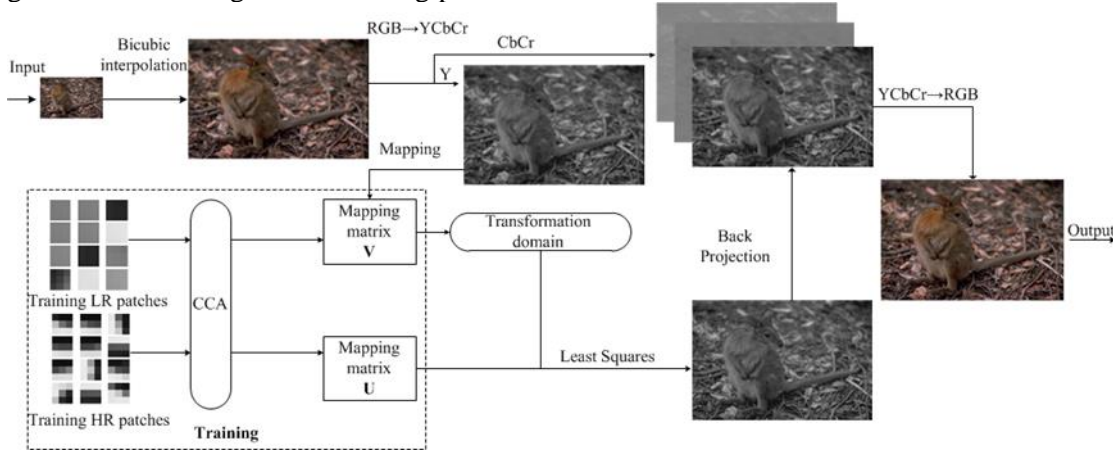 RGB→YCbCr
Bicubic
interpolation
CbCr
Input
Y
YCbCr→RGB
Mapping
Mapping
matrix
V
Transformation
domain
Back
Projection
Output
Training LR patches
CCA
Mapping
matrix
U
Least Squares
Training HR patches
Training